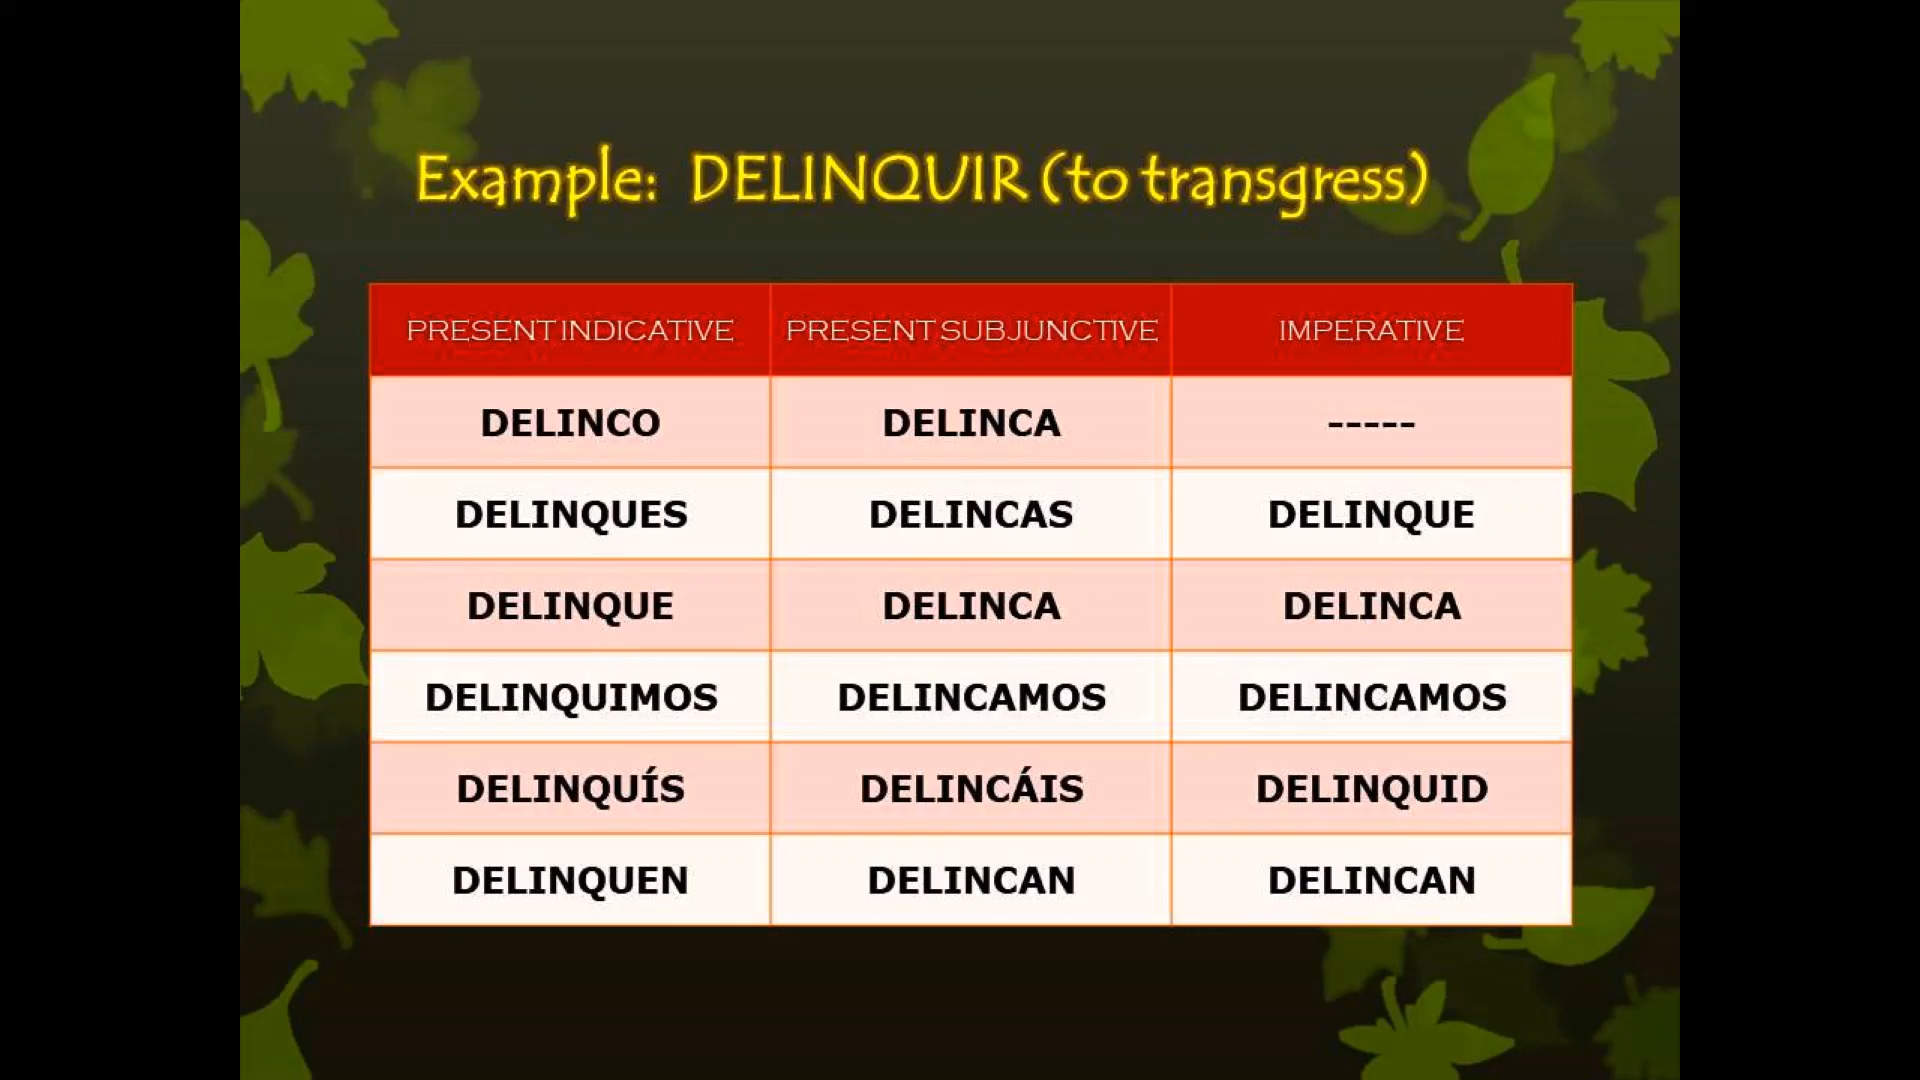 Example: DELINQUIR (to transgress)
PRESENT INDICATIVE PRESENT SUBJUNCTIVE IMPERATIVE
DELINCO DELINCA -----
DELINQUES DELINCAS DELINQUE
DELINQUE DELINCA DELINCA
DELINQUIMOS DELINCAMOS DELINCAMOS
DELINQUÍS DELINCÁIS DELINQUID
DELINQUEN DELINCAN DELINCAN